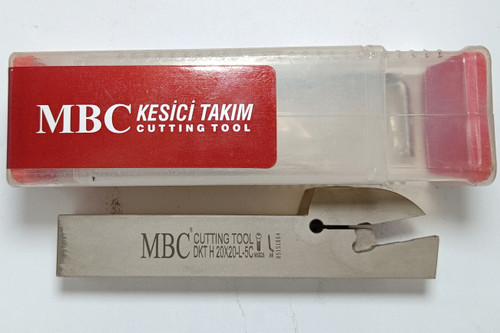 MBC KESİCİ TAKIM
CUTTING TOOL
MBC® CUTTING TOOL
DKT H 20X20-L-5C